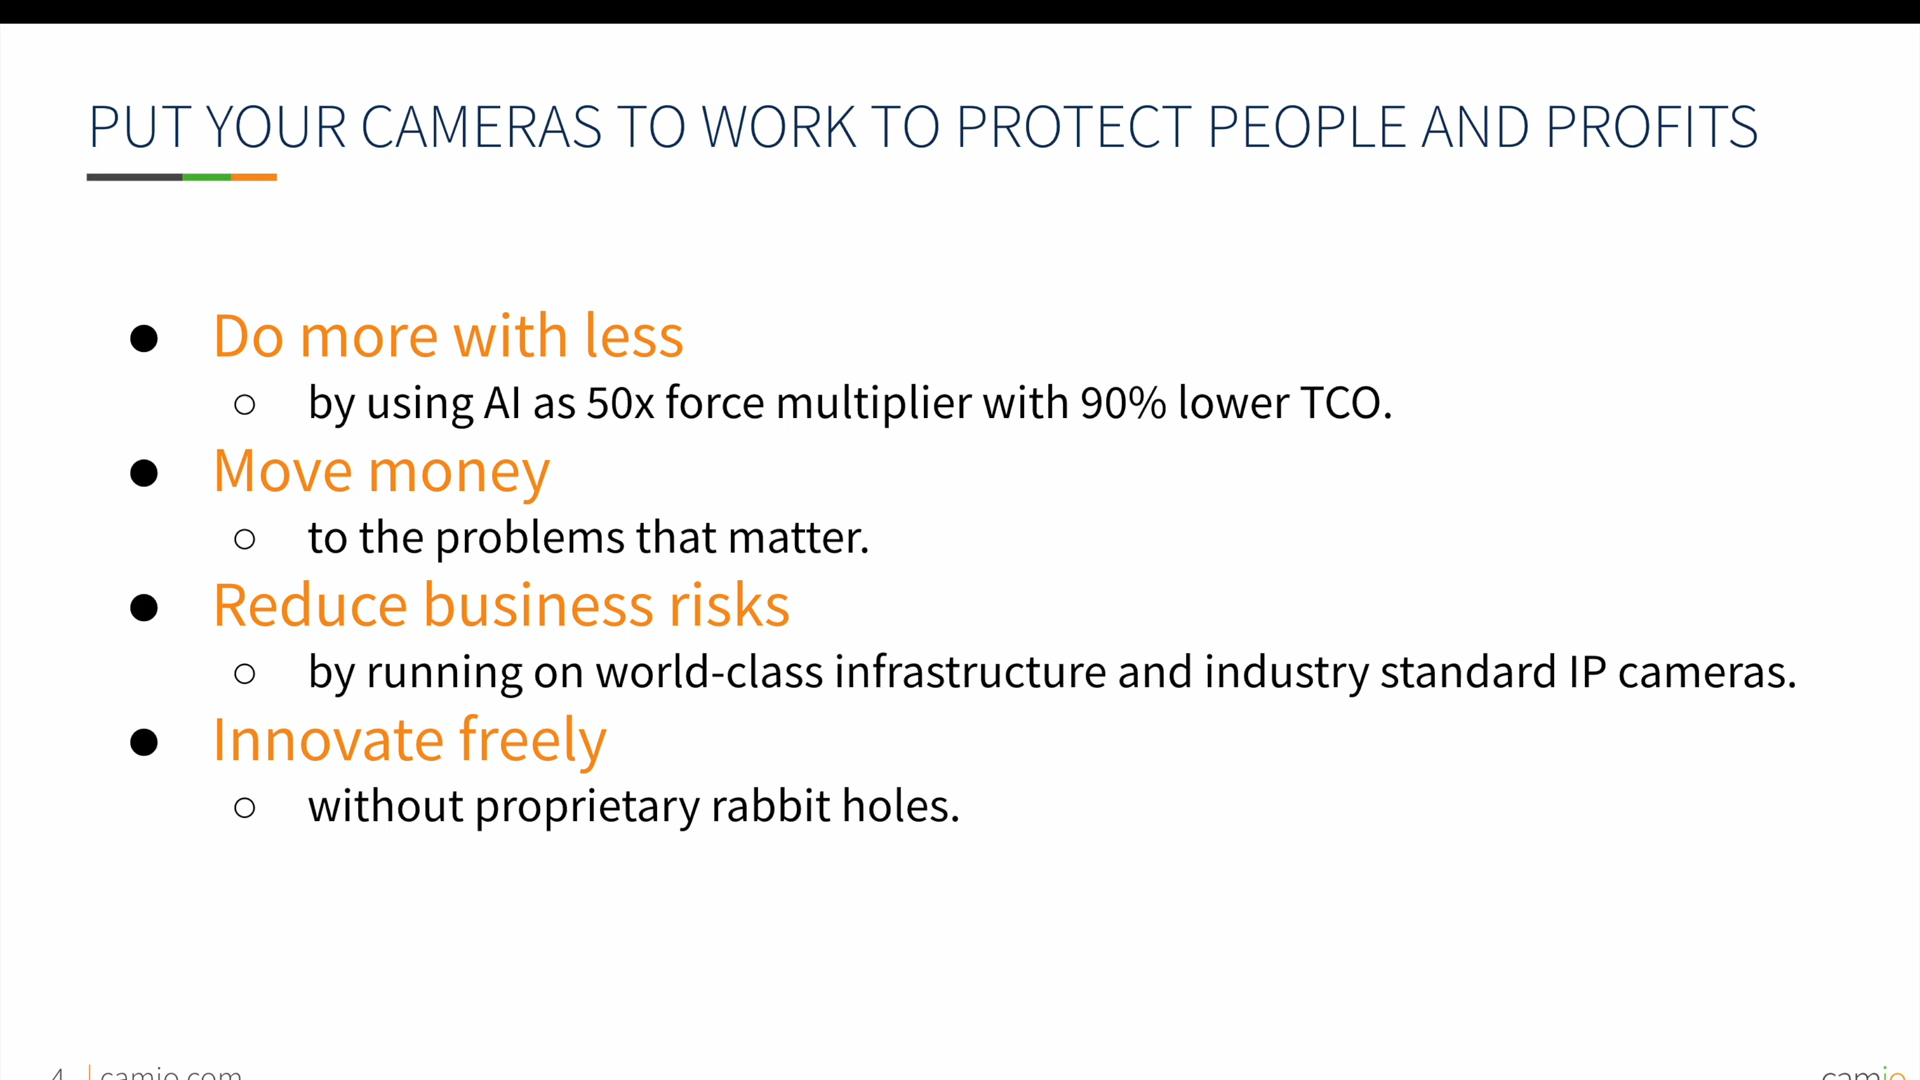 PUT YOUR CAMERAS TO WORK TO PROTECT PEOPLE AND PROFITS
● Do more with less
○ by using AI as 50x force multiplier with 90% lower TCO.
● Move money
○ to the problems that matter.
● Reduce business risks
○ by running on world-class infrastructure and industry standard IP cameras.
● Innovate freely
○ without proprietary rabbit holes.
4 | camio.com
camio